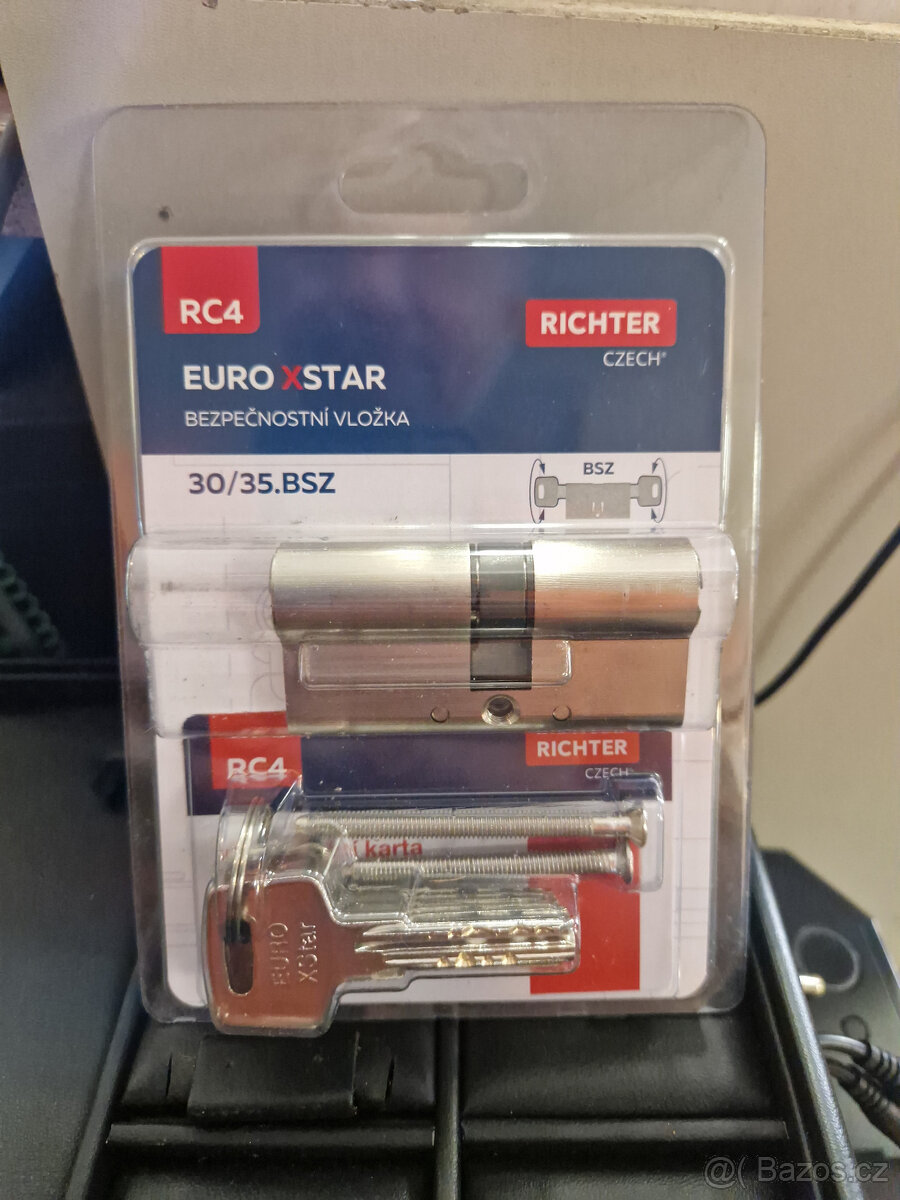 RC4
RICHTER
CZECH®
EURO XSTAR
BEZPEČNOSTNÍ VLOŽKA
30/35.BSZ
BSZ
RC4
RICHTER
CZECH
karta
EURO
XStar
@( Bazos.cz